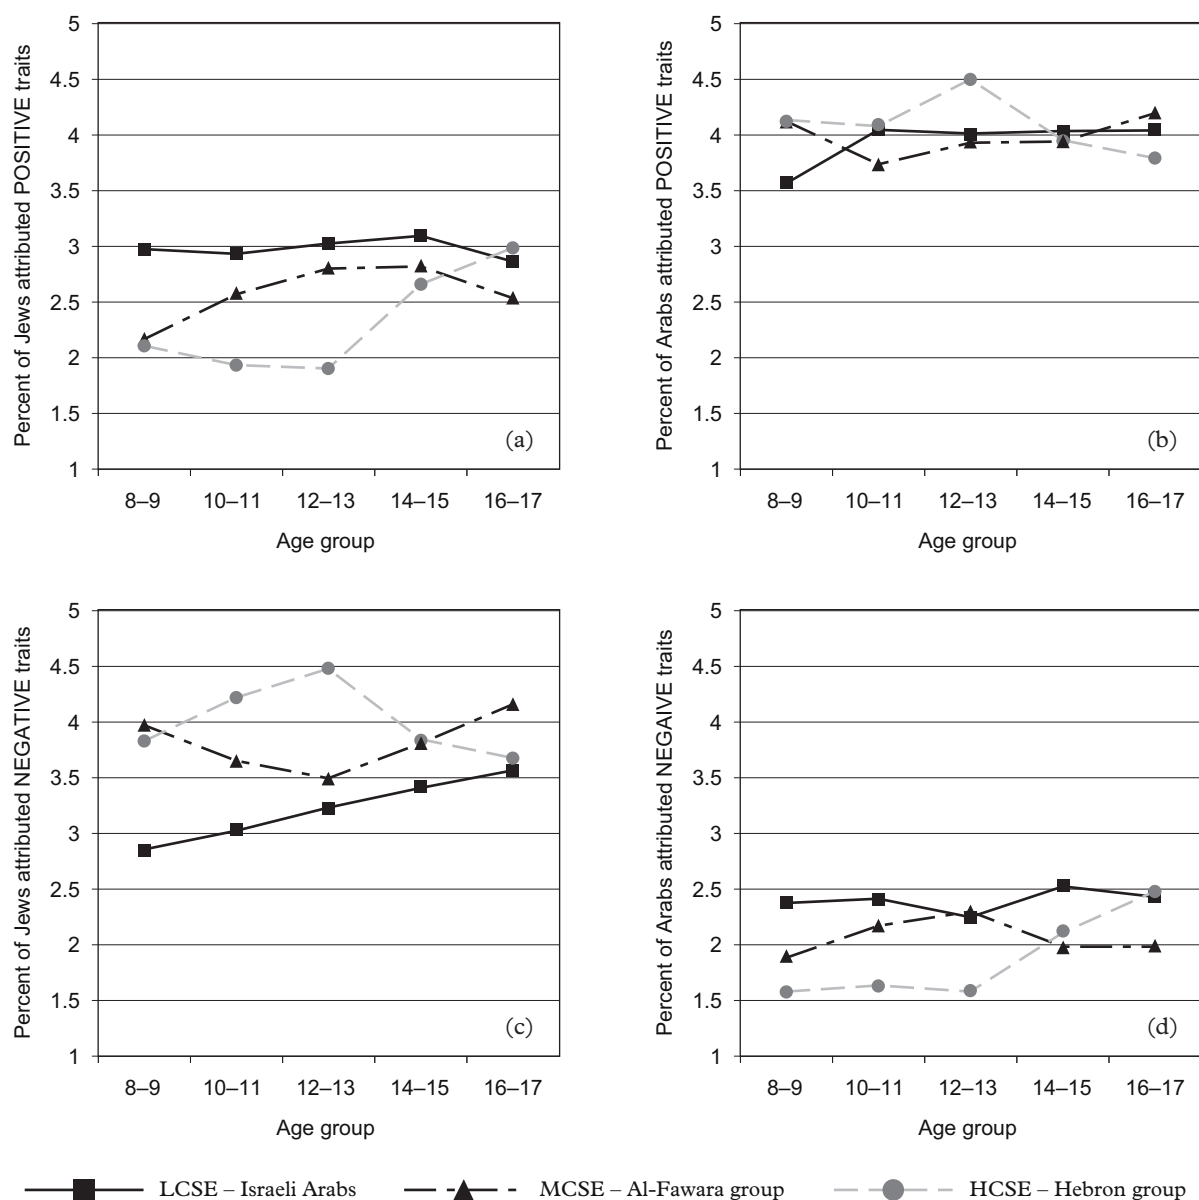 Percent of Jews attributed POSITIVE traits
5
4.5
4
3.5
3
2.5
2
1.5
1
(a)
8–9 10–11 12–13 14–15 16–17
Age group
Percent of Arabs attributed POSITIVE traits
5
4.5
4
3.5
3
2.5
2
1.5
1
(b)
8–9 10–11 12–13 14–15 16–17
Age group
Percent of Jews attributed NEGATIVE traits
5
4.5
4
3.5
3
2.5
2
1.5
1
(c)
8–9 10–11 12–13 14–15 16–17
Age group
Percent of Arabs attributed NEGAIVE traits
5
4.5
4
3.5
3
2.5
2
1.5
1
(d)
8–9 10–11 12–13 14–15 16–17
Age group
LCSE – Israeli Arabs MCSE – Al-Fawara group HCSE – Hebron group